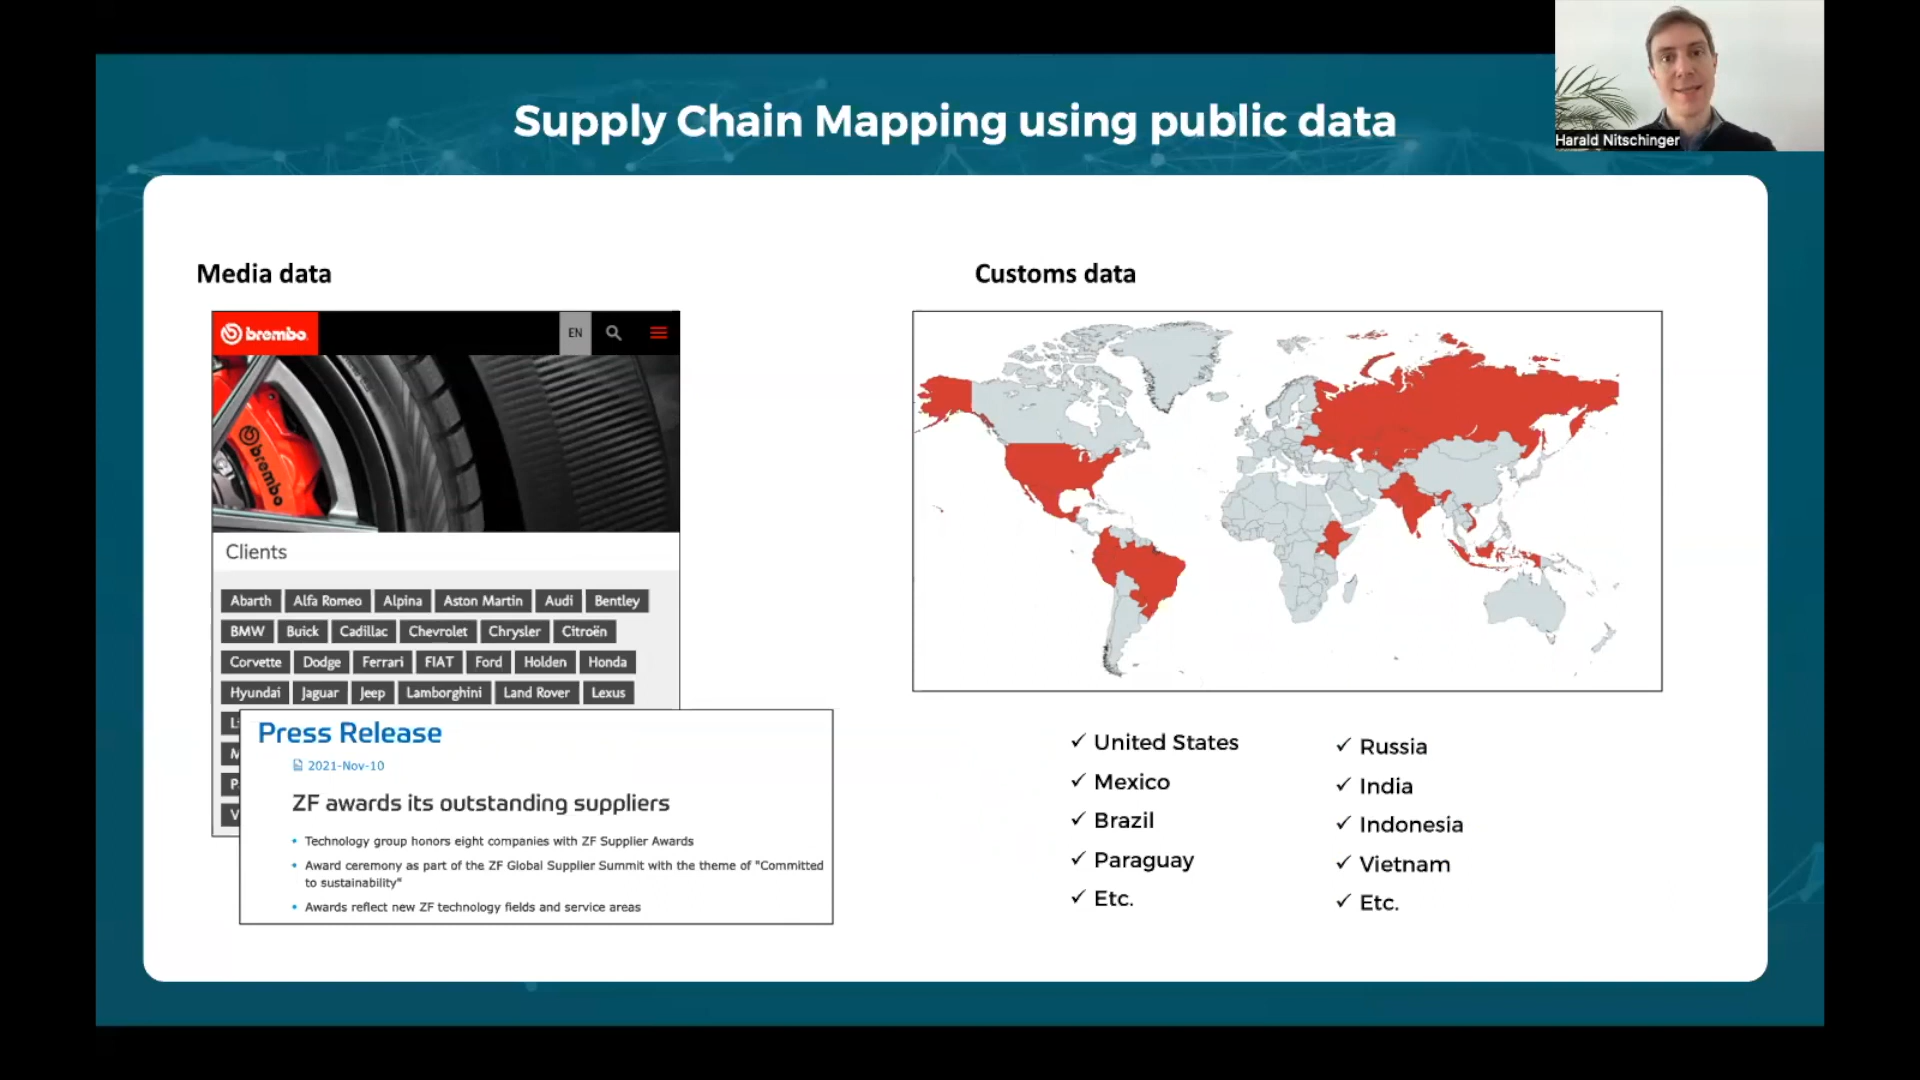 Supply Chain Mapping using public data
Harald Nitschinger
Media data
brembo
EN
brembo
Clients
Abarth Alfa Romeo Alpina Aston Martin Audi Bentley
BMW Buick Cadillac Chevrolet Chrysler Citroën
Corvette Dodge Ferrari FIAT Ford Holden Honda
Hyundai Jaguar Jeep Lamborghini Land Rover Lexus
Press Release
2021-Nov-10
ZF awards its outstanding suppliers
• Technology group honors eight companies with ZF Supplier Awards
• Award ceremony as part of the ZF Global Supplier Summit with the theme of "Committed
to sustainability"
• Awards reflect new ZF technology fields and service areas
Customs data
✓ United States
✓ Mexico
✓ Brazil
✓ Paraguay
✓ Etc.
✓ Russia
✓ India
✓ Indonesia
✓ Vietnam
✓ Etc.